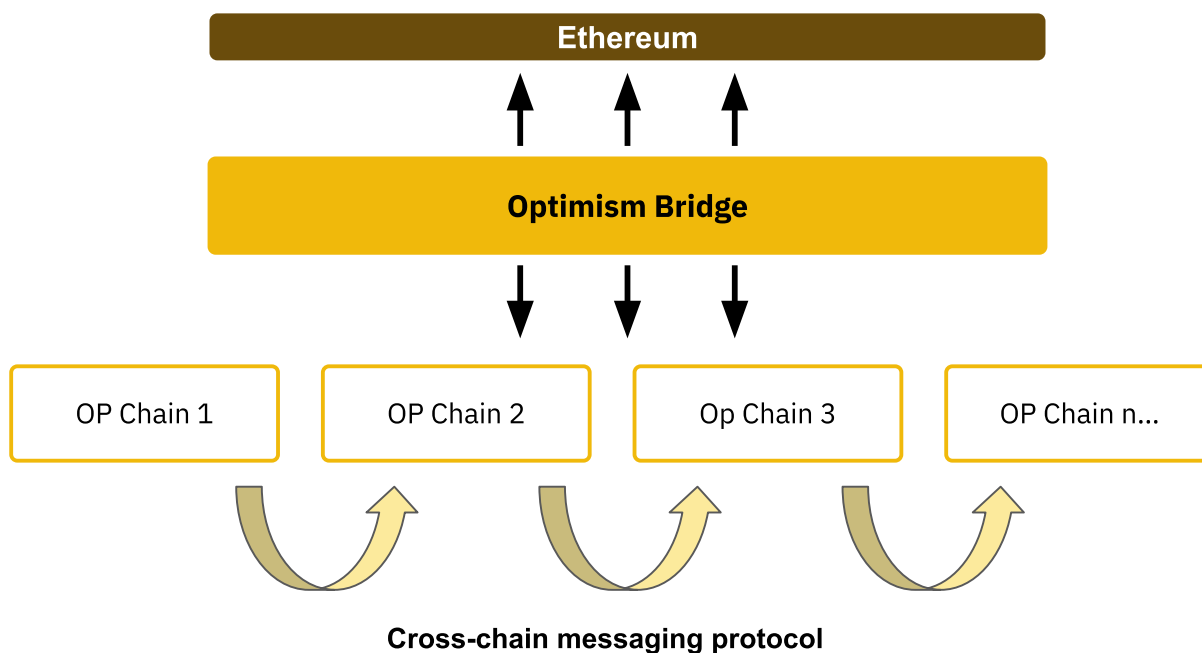 Ethereum
Optimism Bridge
OP Chain 1
OP Chain 2
Op Chain 3
OP Chain n...
Cross-chain messaging protocol